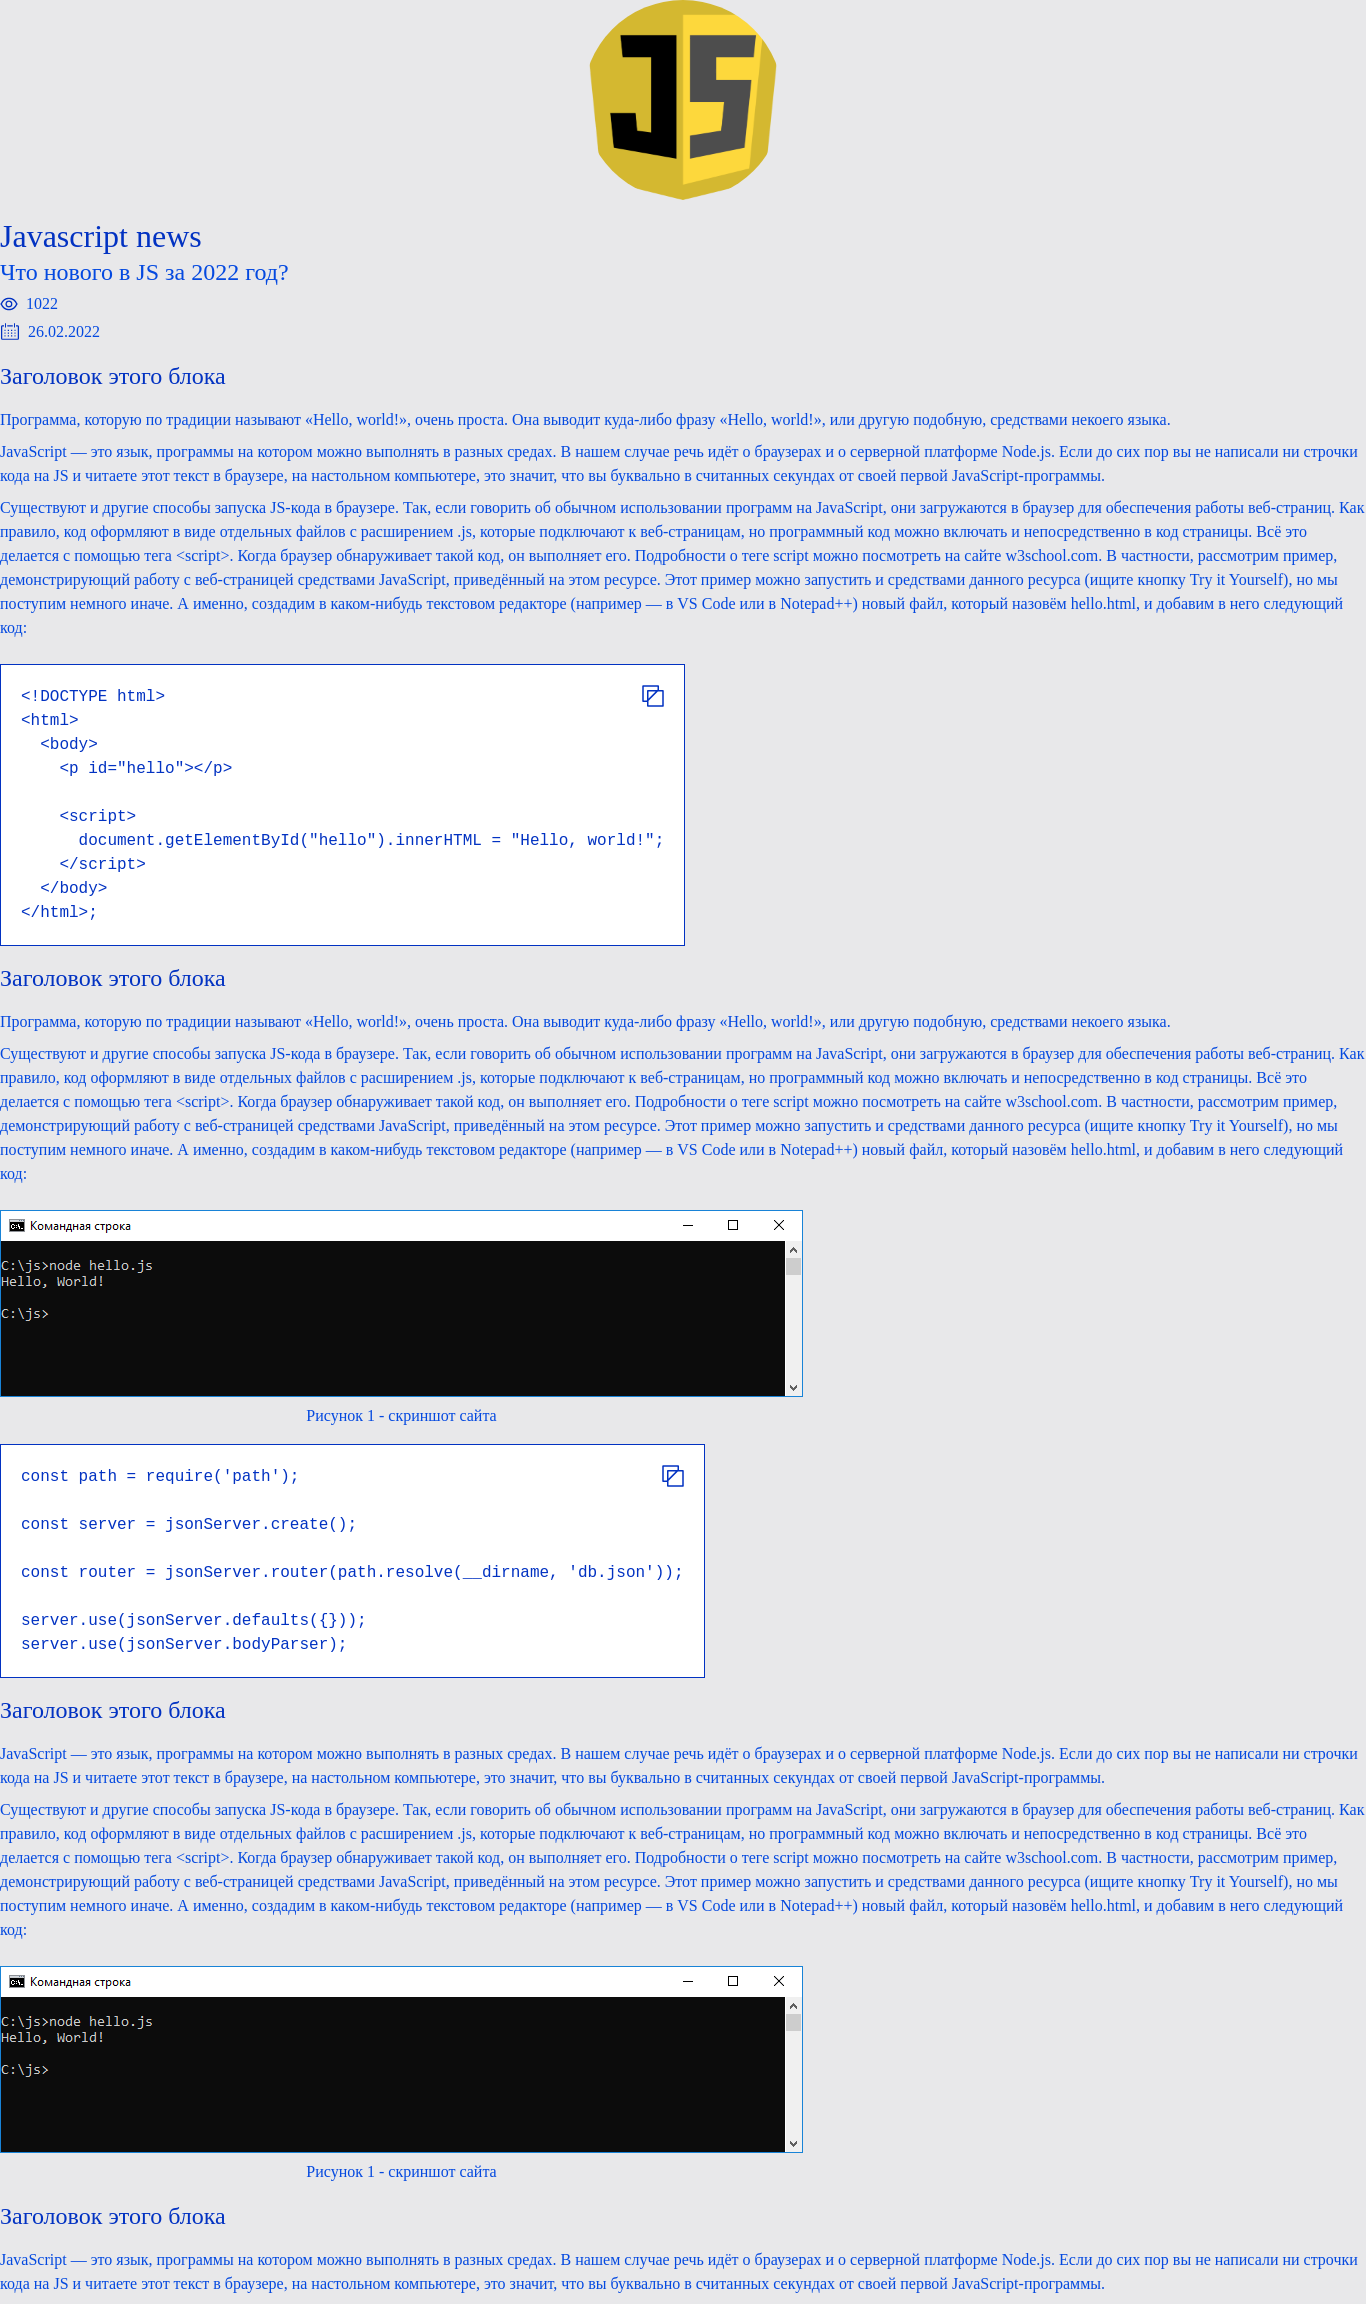 JS
Javascript news
Что нового в JS за 2022 год?
1022
26.02.2022
Заголовок этого блока
Программа, которую по традиции называют «Hello, world!», очень проста. Она выводит куда-либо фразу «Hello, world!», или другую подобную, средствами некоего языка.
JavaScript — это язык, программы на котором можно выполнять в разных средах. В нашем случае речь идёт о браузерах и о серверной платформе Node.js. Если до сих пор вы не написали ни строчки
кода на JS и читаете этот текст в браузере, на настольном компьютере, это значит, что вы буквально в считанных секундах от своей первой JavaScript-программы.
Существуют и другие способы запуска JS-кода в браузере. Так, если говорить об обычном использовании программ на JavaScript, они загружаются в браузер для обеспечения работы веб-страниц. Как
правило, код оформляют в виде отдельных файлов с расширением .js, которые подключают к веб-страницам, но программный код можно включать и непосредственно в код страницы. Всё это
делается с помощью тега <script>. Когда браузер обнаруживает такой код, он выполняет его. Подробности о теге script можно посмотреть на сайте w3school.com. В частности, рассмотрим пример,
демонстрирующий работу с веб-страницей средствами JavaScript, приведённый на этом ресурсе. Этот пример можно запустить и средствами данного ресурса (ищите кнопку Try it Yourself), но мы
поступим немного иначе. А именно, создадим в каком-нибудь текстовом редакторе (например — в VS Code или в Notepad++) новый файл, который назовём hello.html, и добавим в него следующий
код:
<!DOCTYPE html>
<html>
  <body>
    <p id="hello"></p>

    <script>
      document.getElementById("hello").innerHTML = "Hello, world!";
    </script>
  </body>
</html>;
Заголовок этого блока
Программа, которую по традиции называют «Hello, world!», очень проста. Она выводит куда-либо фразу «Hello, world!», или другую подобную, средствами некоего языка.
Существуют и другие способы запуска JS-кода в браузере. Так, если говорить об обычном использовании программ на JavaScript, они загружаются в браузер для обеспечения работы веб-страниц. Как
правило, код оформляют в виде отдельных файлов с расширением .js, которые подключают к веб-страницам, но программный код можно включать и непосредственно в код страницы. Всё это
делается с помощью тега <script>. Когда браузер обнаруживает такой код, он выполняет его. Подробности о теге script можно посмотреть на сайте w3school.com. В частности, рассмотрим пример,
демонстрирующий работу с веб-страницей средствами JavaScript, приведённый на этом ресурсе. Этот пример можно запустить и средствами данного ресурса (ищите кнопку Try it Yourself), но мы
поступим немного иначе. А именно, создадим в каком-нибудь текстовом редакторе (например — в VS Code или в Notepad++) новый файл, который назовём hello.html, и добавим в него следующий
код:
Командная строка
C:\js>node hello.js
Hello, World!
C:\js>
Рисунок 1 - скриншот сайта
const path = require('path');

const server = jsonServer.create();

const router = jsonServer.router(path.resolve(__dirname, 'db.json'));

server.use(jsonServer.defaults({}));
server.use(jsonServer.bodyParser);
Заголовок этого блока
JavaScript — это язык, программы на котором можно выполнять в разных средах. В нашем случае речь идёт о браузерах и о серверной платформе Node.js. Если до сих пор вы не написали ни строчки
кода на JS и читаете этот текст в браузере, на настольном компьютере, это значит, что вы буквально в считанных секундах от своей первой JavaScript-программы.
Существуют и другие способы запуска JS-кода в браузере. Так, если говорить об обычном использовании программ на JavaScript, они загружаются в браузер для обеспечения работы веб-страниц. Как
правило, код оформляют в виде отдельных файлов с расширением .js, которые подключают к веб-страницам, но программный код можно включать и непосредственно в код страницы. Всё это
делается с помощью тега <script>. Когда браузер обнаруживает такой код, он выполняет его. Подробности о теге script можно посмотреть на сайте w3school.com. В частности, рассмотрим пример,
демонстрирующий работу с веб-страницей средствами JavaScript, приведённый на этом ресурсе. Этот пример можно запустить и средствами данного ресурса (ищите кнопку Try it Yourself), но мы
поступим немного иначе. А именно, создадим в каком-нибудь текстовом редакторе (например — в VS Code или в Notepad++) новый файл, который назовём hello.html, и добавим в него следующий
код:
Командная строка
C:\js>node hello.js
Hello, World!
C:\js>
Рисунок 1 - скриншот сайта
Заголовок этого блока
JavaScript — это язык, программы на котором можно выполнять в разных средах. В нашем случае речь идёт о браузерах и о серверной платформе Node.js. Если до сих пор вы не написали ни строчки
кода на JS и читаете этот текст в браузере, на настольном компьютере, это значит, что вы буквально в считанных секундах от своей первой JavaScript-программы.